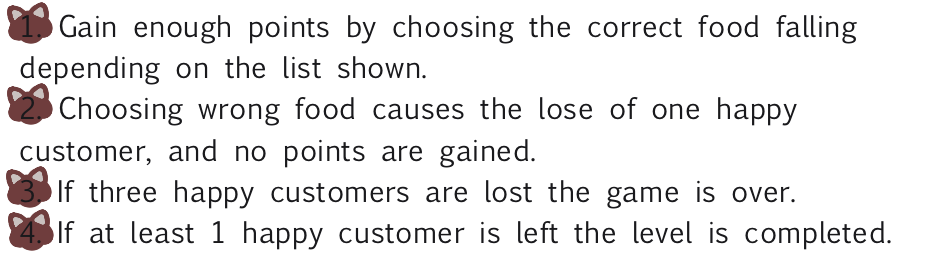 1. Gain enough points by choosing the correct food falling
depending on the list shown.
2. Choosing wrong food causes the lose of one happy
customer, and no points are gained.
3. If three happy customers are lost the game is over.
4. If at least 1 happy customer is left the level is completed.